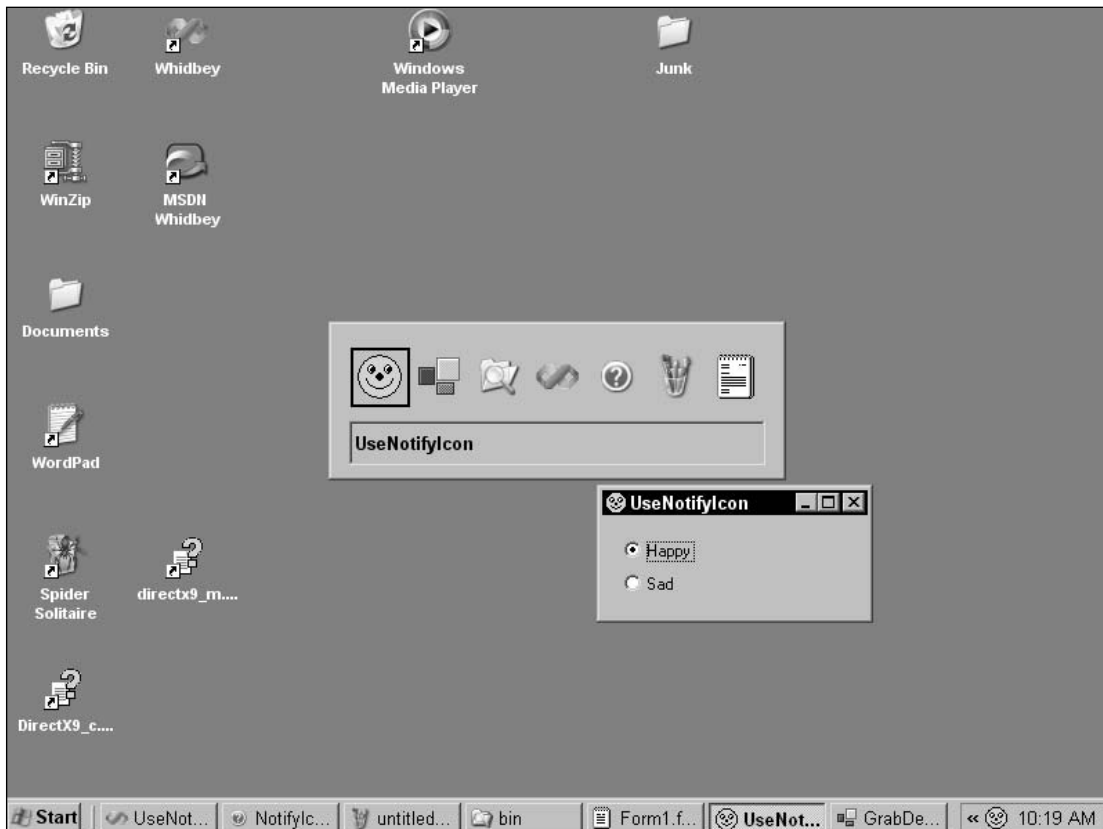 Recycle Bin
Whidbey
Windows
Media Player
Junk
WinZip
MSDN
Whidbey
Documents
UseNotifyIcon
WordPad
UseNotifyIcon
Happy
Sad
Spider
Solitaire
directx9_m....
DirectX9_c....
Start
UseNot...
NotifyIc...
untitled...
bin
Form1.f...
UseNot...
GrabDe...
« 10:19 AM